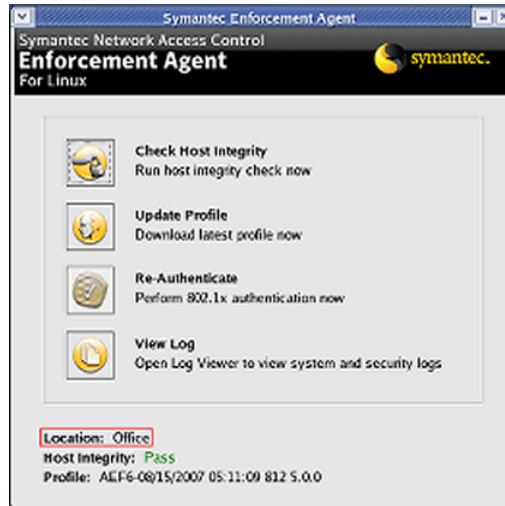 Symantec Enforcement Agent
Symantec Network Access Control
Enforcement Agent
For Linux
symantec.
Check Host Integrity
Run host integrity check now
Update Profile
Download latest profile now
Re-Authenticate
Perform 802.1x authentication now
View Log
Open Log Viewer to view system and security logs
Location: Office
Host Integrity: Pass
Profile: AEF6-08/15/2007 05:11:09 812 5.0.0